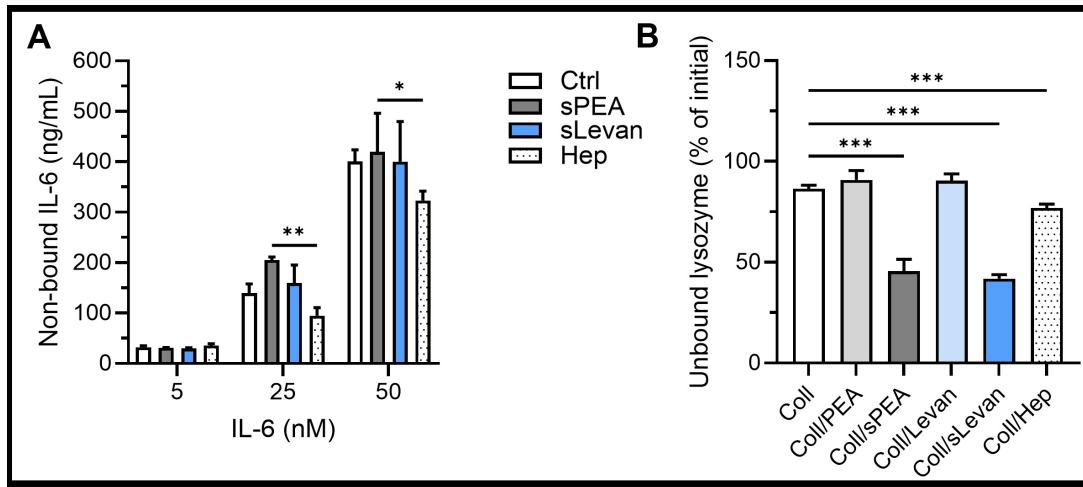 A
Non-bound IL-6 (ng/mL)
600
500
400
300
200
100
0
**
*
5
25
50
IL-6 (nM)
Ctrl
sPEA
sLevan
Hep
B
Unbound lysozyme (% of initial)
150
100
50
0
***
***
***
Coll
Coll/PEA
Coll/sPEA
Coll/Levan
Coll/sLevan
Coll/Hep